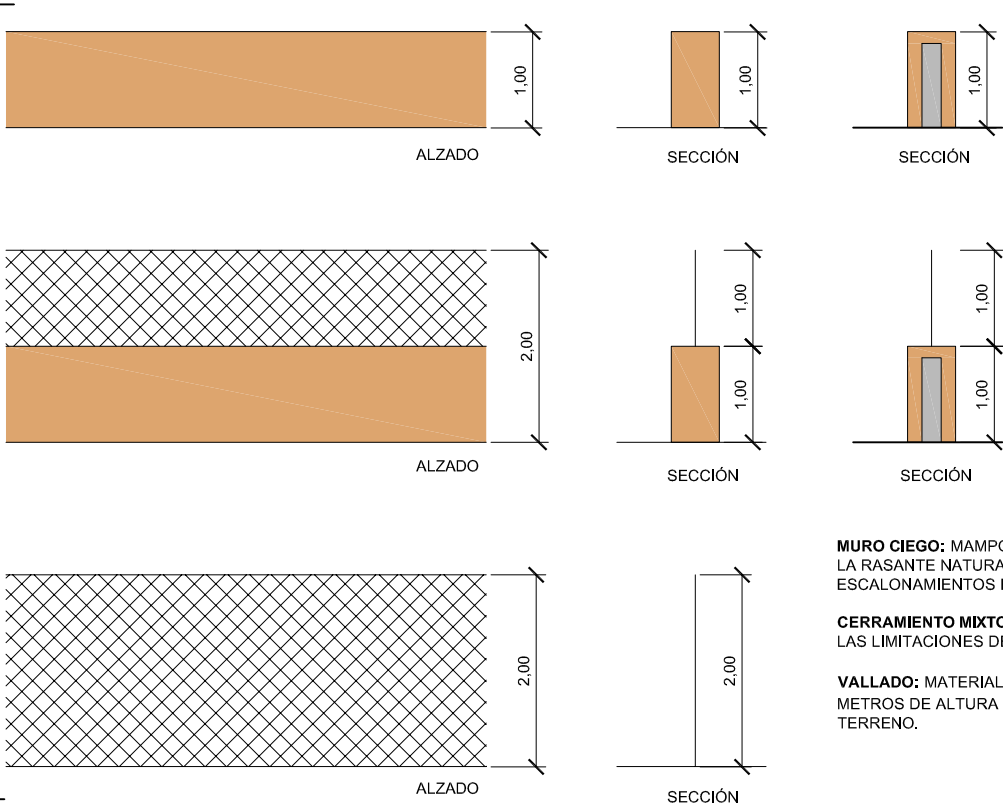 1,00
1,00
1,00
ALZADO
SECCIÓN
SECCIÓN
2,00
1,00
1,00
1,00
1,00
ALZADO
SECCIÓN
SECCIÓN
MURO CIEGO:
LA RASANTE
ESCALONAMIENTOS
CERRAMIENTO MIXTO
LAS LIMITACIONES
VALLADO: MATERIAL
METROS DE ALTURA
TERRENO.
2,00
2,00
ALZADO
SECCIÓN